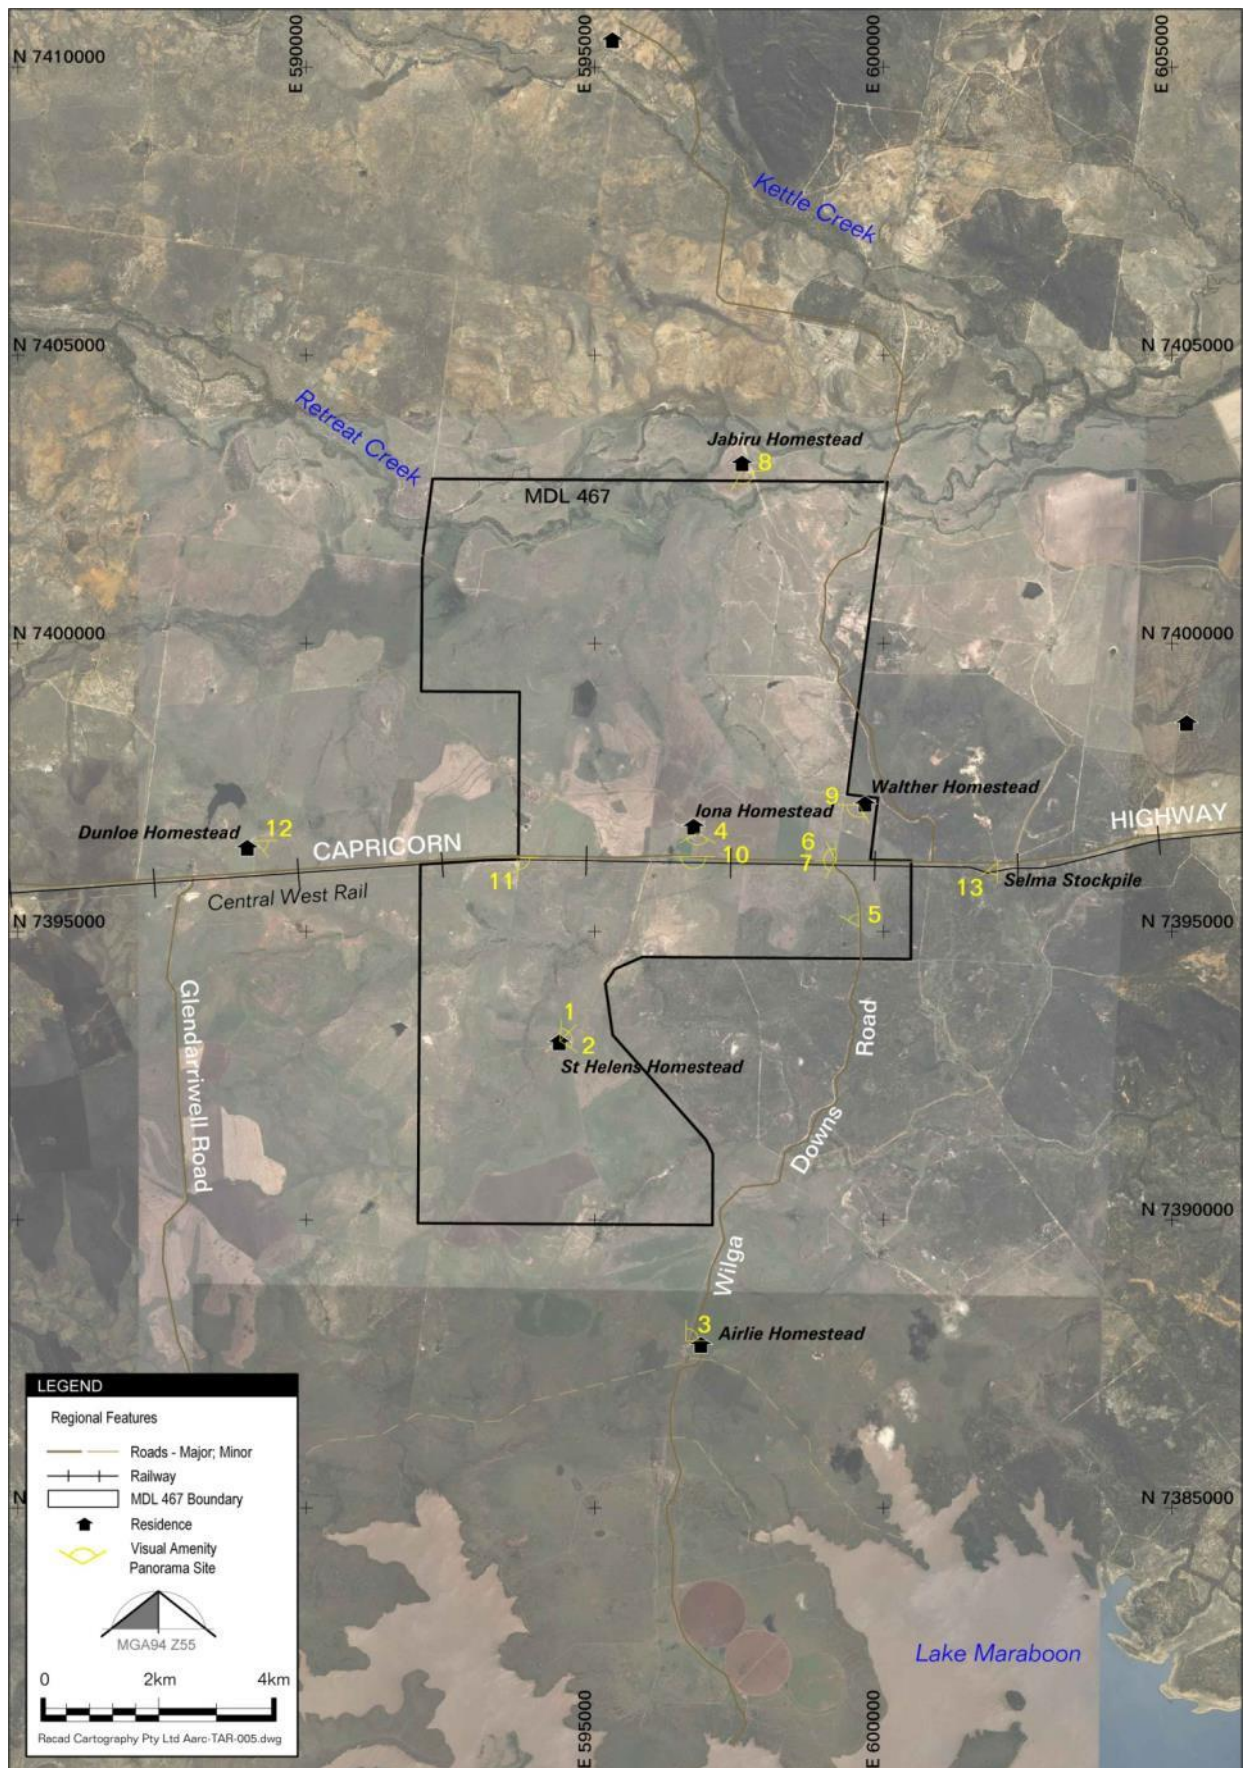 E 590000
E 595000
E 600000
E 605000
N 7410000
Kettle Creek
N 7405000
N 7405000
Retreat Creek
Jabiru Homestead
8
MDL 467
N 7400000
N 7400000
Walther Homestead
9
Iona Homestead
HIGHWAY
Dunloe Homestead
12
CAPRICORN
4
6
10
7
11
13
Selma Stockpile
Central West Rail
5
N 7395000
N 7395000
Glendarriwell Road
1
2
St Helens Homestead
Road
Downs
N 7390000
Wilga
3
Airlie Homestead
LEGEND
Regional Features
Roads - Major; Minor
Railway
N
N 7385000
MDL 467 Boundary
Residence
Visual Amenity
Panorama Site
MGA94 Z55
0 2km 4km
Racad Cartography Pty Ltd Aarc-TAR-005.dwg
Lake Maraboon
E 595000
E 600000